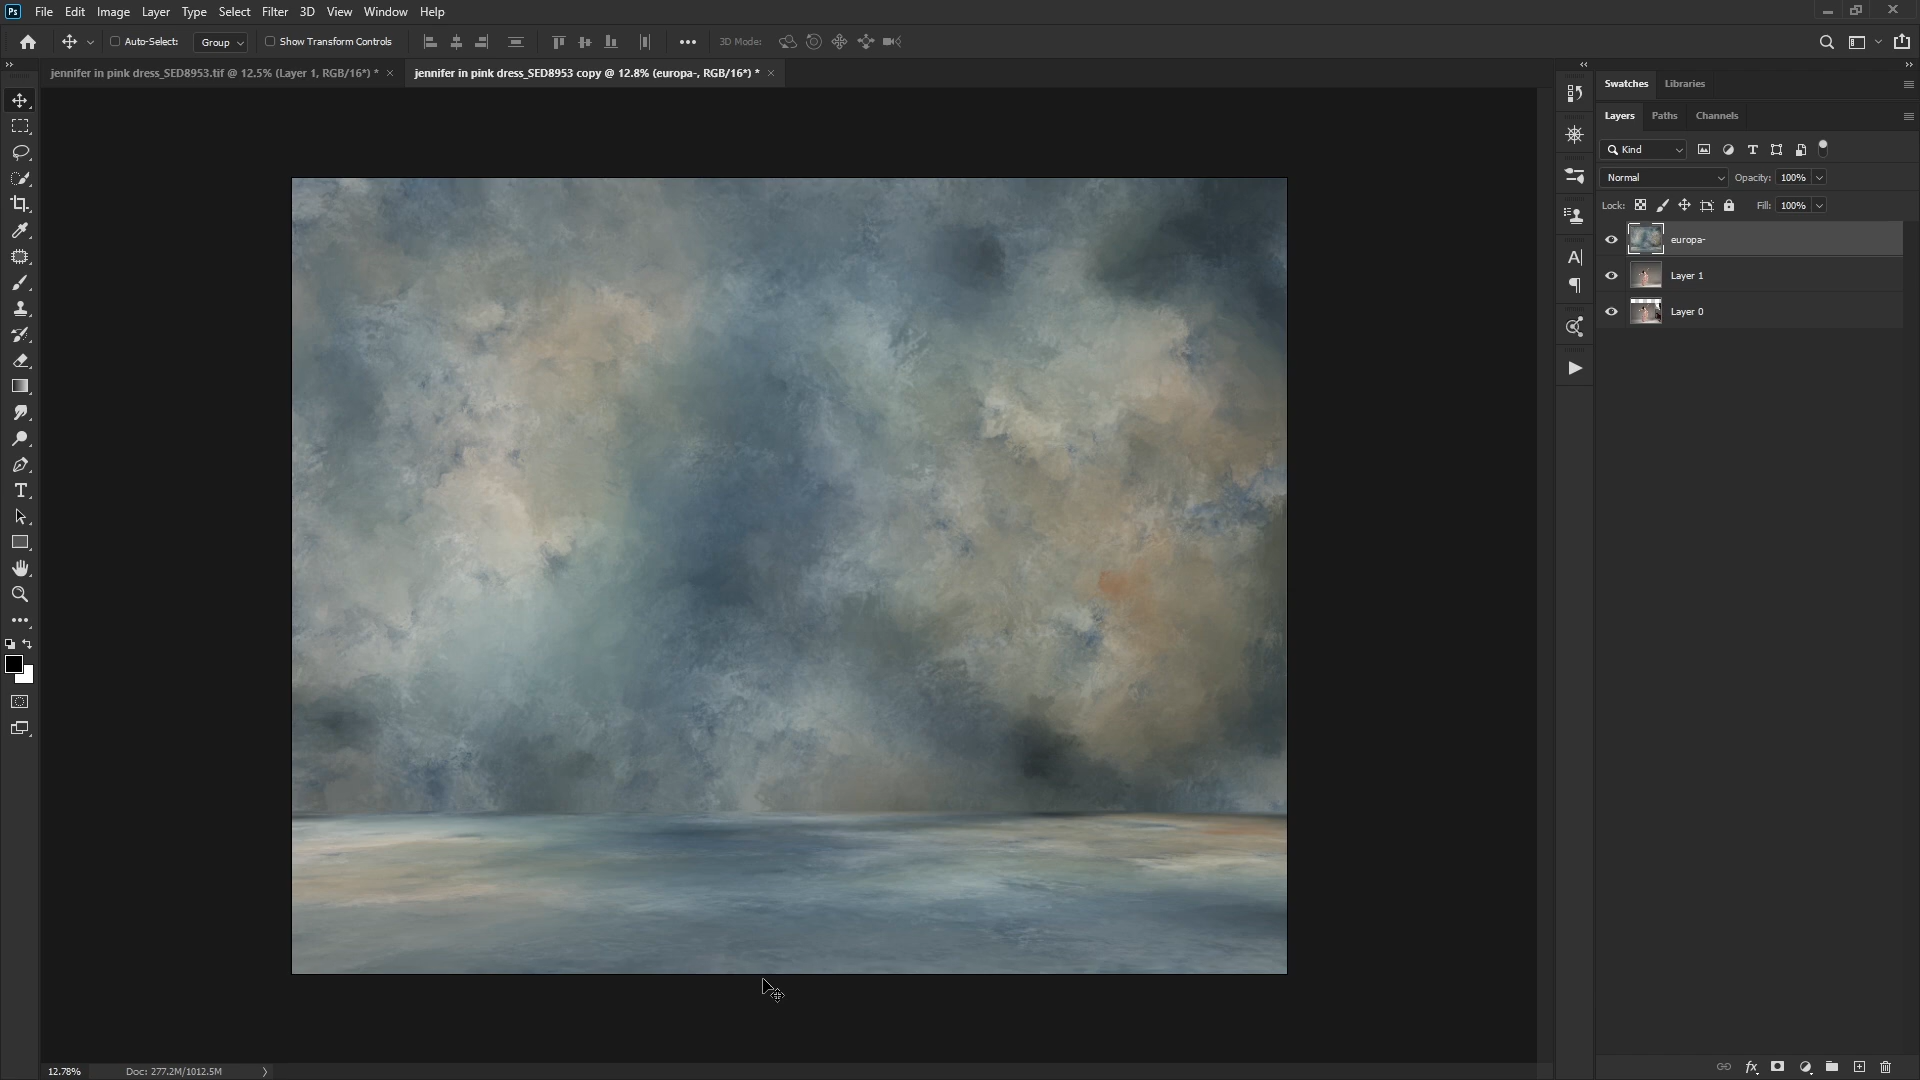 Ps File Edit Image Layer Type Select Filter 3D View Window Help
Auto-Select: Group Show Transform Controls 3D Mode:
jennifer in pink dress_SED8953.tif @ 12.5% (Layer 1, RGB/16*) * × jennifer in pink dress_SED8953 copy @ 12.8% (europa-, RGB/16*) * ×
Swatches Libraries
Layers Paths Channels
Kind
Normal Opacity: 100%
Lock: Fill: 100%
europa-
Layer 1
Layer 0
12.78% Doc: 277.2M/1012.5M